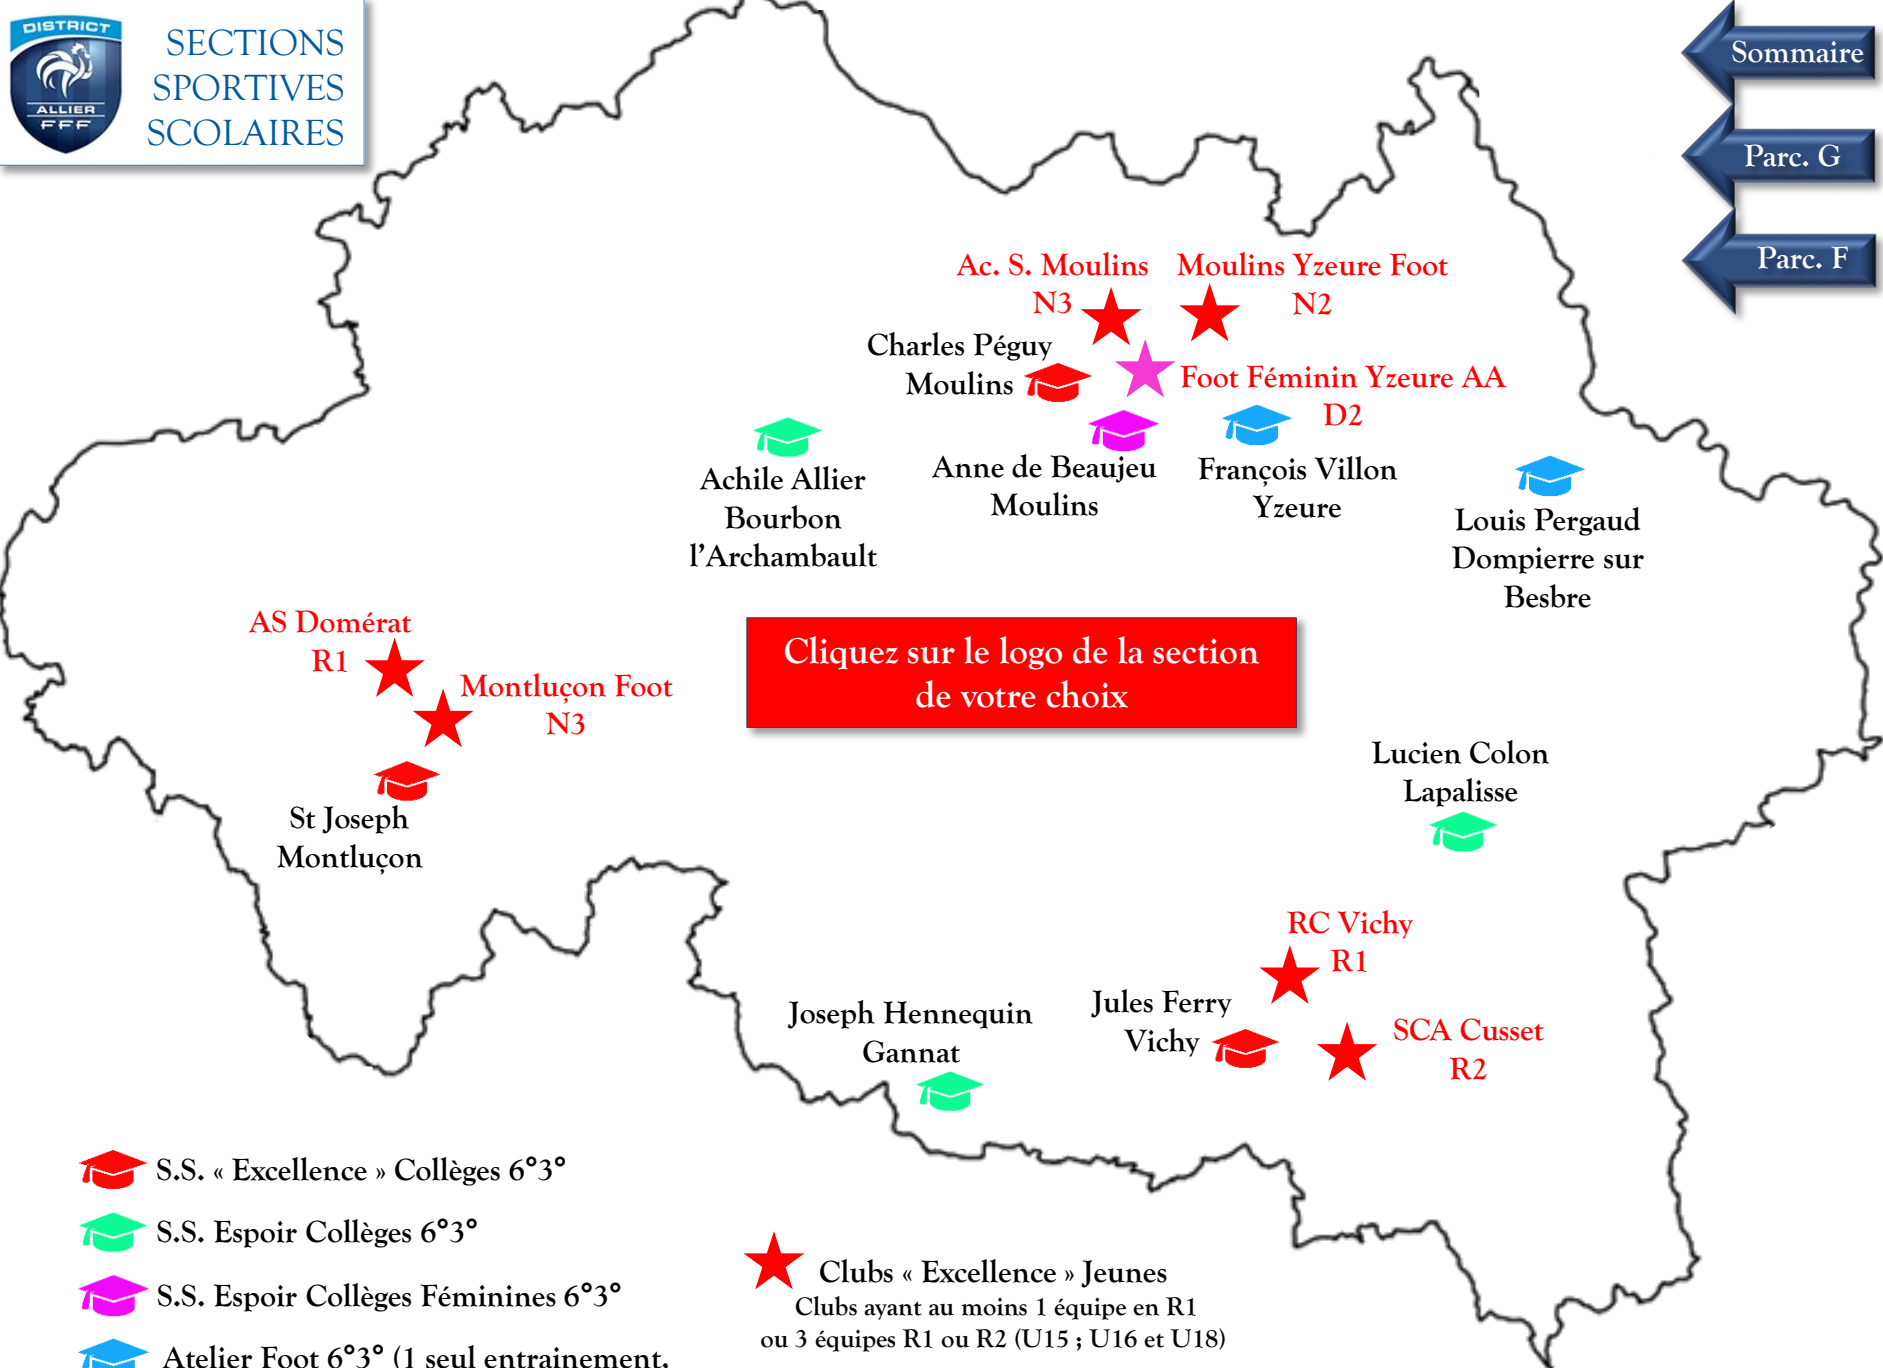 DISTRICT
ALLIER
FFF
SECTIONS
SPORTIVES
SCOLAIRES
Sommaire
Parc. G
Parc. F
Ac. S. Moulins
N3
Moulins Yzeure Foot
N2
Charles Péguy
Moulins
Foot Féminin Yzeure AA
D2
Achile Allier
Bourbon
l'Archambault
Anne de Beaujeu
Moulins
François Villon
Yzeure
Louis Pergaud
Dompierre sur
Besbre
AS Domérat
R1
Montluçon Foot
N3
St Joseph
Montluçon
Cliquez sur le logo de la section
de votre choix
Lucien Colon
Lapalisse
RC Vichy
R1
Jules Ferry
Vichy
SCA Cusset
R2
Joseph Hennequin
Gannat
S.S. « Excellence » Collèges 6°3°
S.S. Espoir Collèges 6°3°
S.S. Espoir Collèges Féminines 6°3°
Atelier Foot 6°3° (1 seul entrainement,
Clubs « Excellence » Jeunes
Clubs ayant au moins 1 équipe en R1
ou 3 équipes R1 ou R2 (U15 ; U16 et U18)